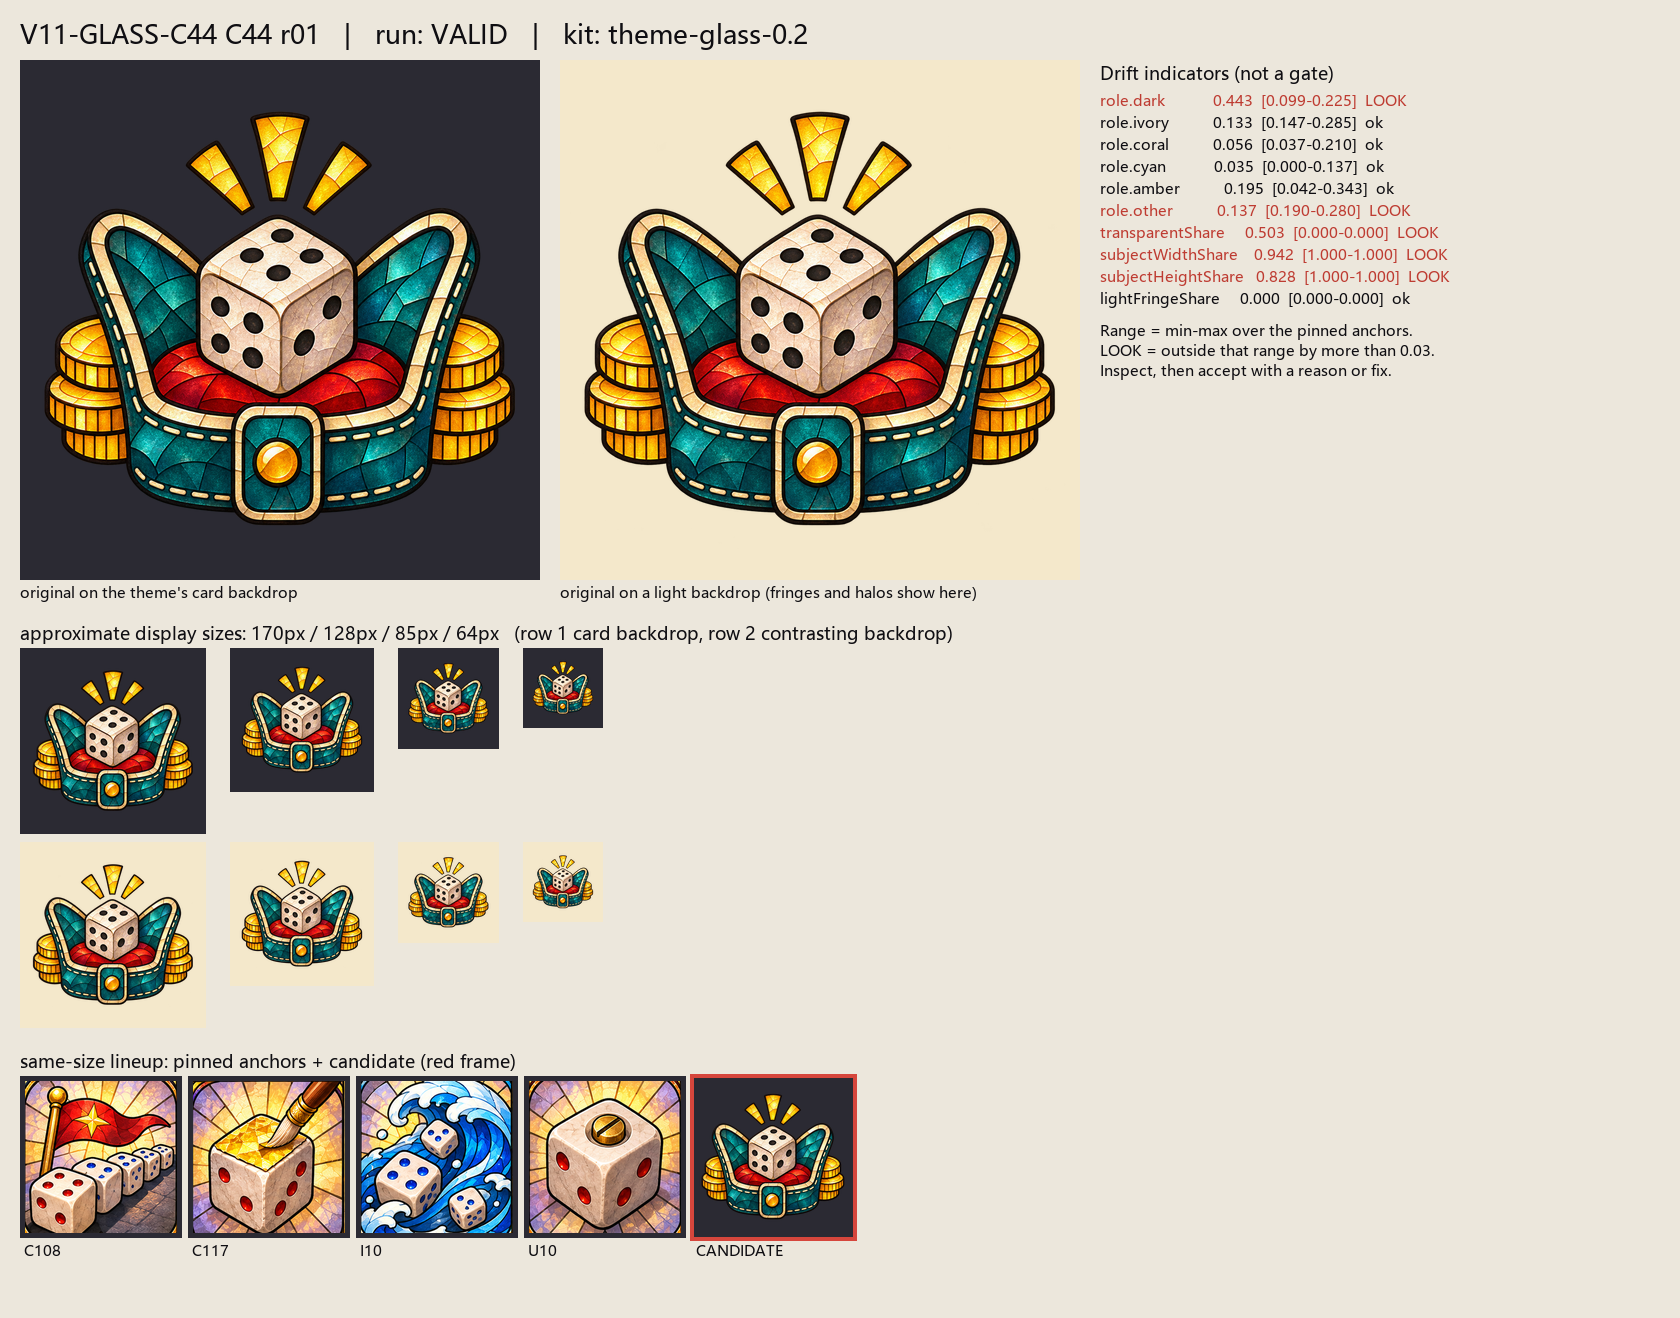 V11-GLASS-C44 C44 r01 | run: VALID | kit: theme-glass-0.2
Drift indicators (not a gate)
role.dark 0.443 [0.099-0.225] LOOK
role.ivory 0.133 [0.147-0.285] ok
role.coral 0.056 [0.037-0.210] ok
role.cyan 0.035 [0.000-0.137] ok
role.amber 0.195 [0.042-0.343] ok
role.other 0.137 [0.190-0.280] LOOK
transparentShare 0.503 [0.000-0.000] LOOK
subjectWidthShare 0.942 [1.000-1.000] LOOK
subjectHeightShare 0.828 [1.000-1.000] LOOK
lightFringeShare 0.000 [0.000-0.000] ok
Range = min-max over the pinned anchors.
LOOK = outside that range by more than 0.03.
Inspect, then accept with a reason or fix.
original on the theme's card backdrop
original on a light backdrop (fringes and halos show here)
approximate display sizes: 170px / 128px / 85px / 64px (row 1 card backdrop, row 2 contrasting backdrop)
same-size lineup: pinned anchors + candidate (red frame)
C108
C117
I10
U10
CANDIDATE